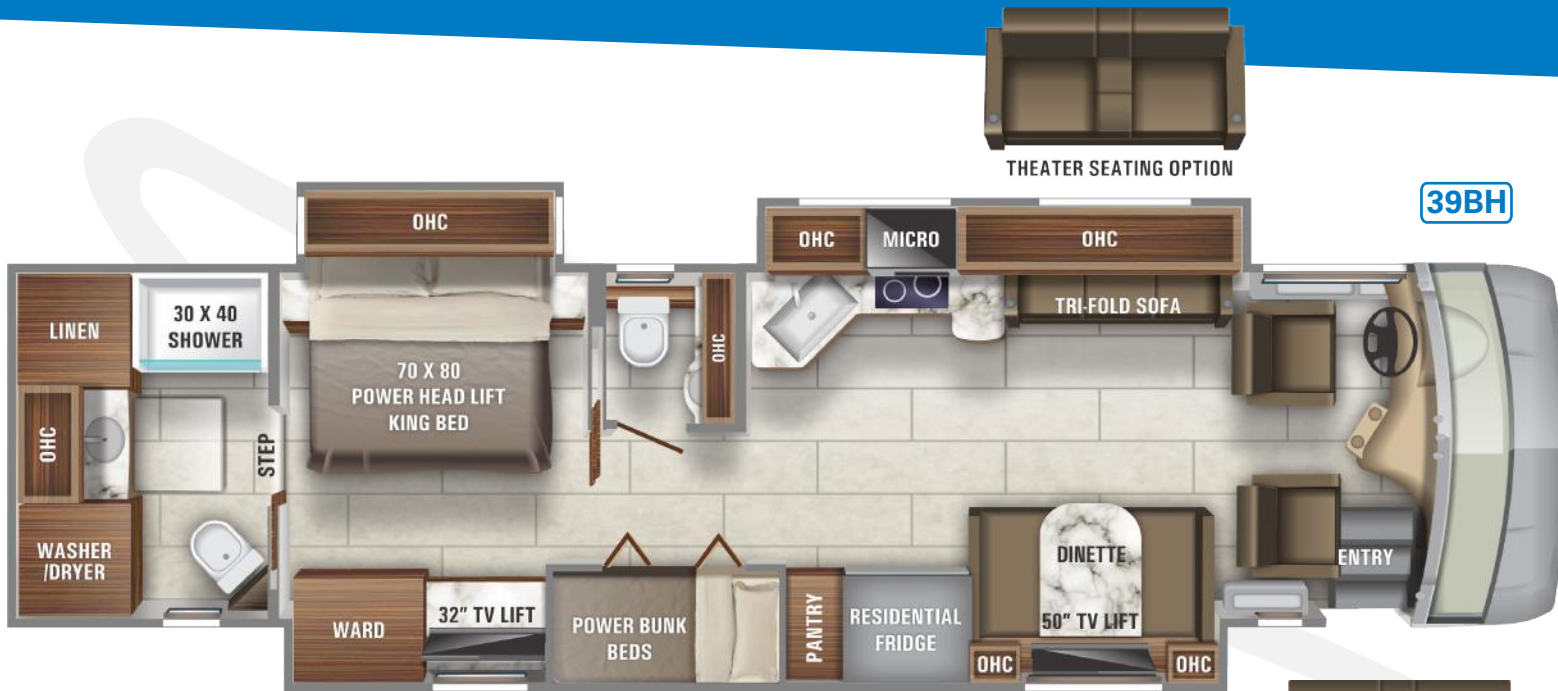 THEATER SEATING OPTION
39BH
OHC
OHC
MICRO
OHC
LINEN
30 X 40
SHOWER
TRI-FOLD SOFA
OHC
70 X 80
POWER HEAD LIFT
KING BED
OHC
STEP
WASHER
/DRYER
DINETTE
ENTRY
WARD
32" TV LIFT
POWER BUNK
BEDS
PANTRY
RESIDENTIAL
FRIDGE
50" TV LIFT
OHC
OHC